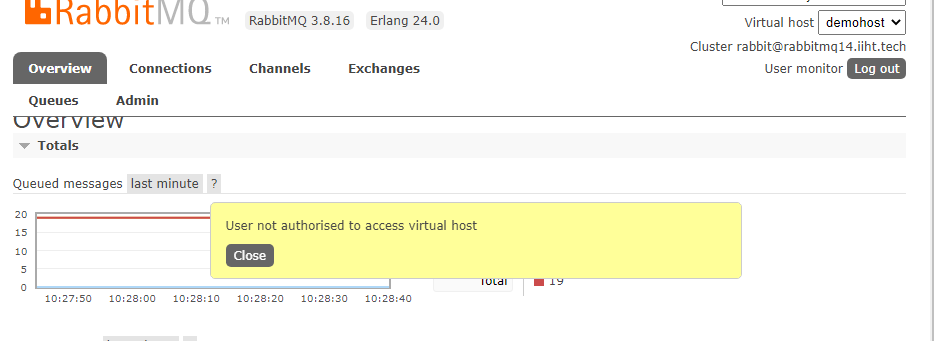 RabbitMQ TM RabbitMQ 3.8.16 Erlang 24.0
Virtual host demohost
Cluster rabbit@rabbitmq14.iiht.tech
User monitor Log out
Overview Connections Channels Exchanges
Queues Admin
Overview
Totals
Queued messages last minute ?
User not authorised to access virtual host
Close
20
15
10
5
0
10:27:50 10:28:00 10:28:10 10:28:20 10:28:30 10:28:40
Total 19